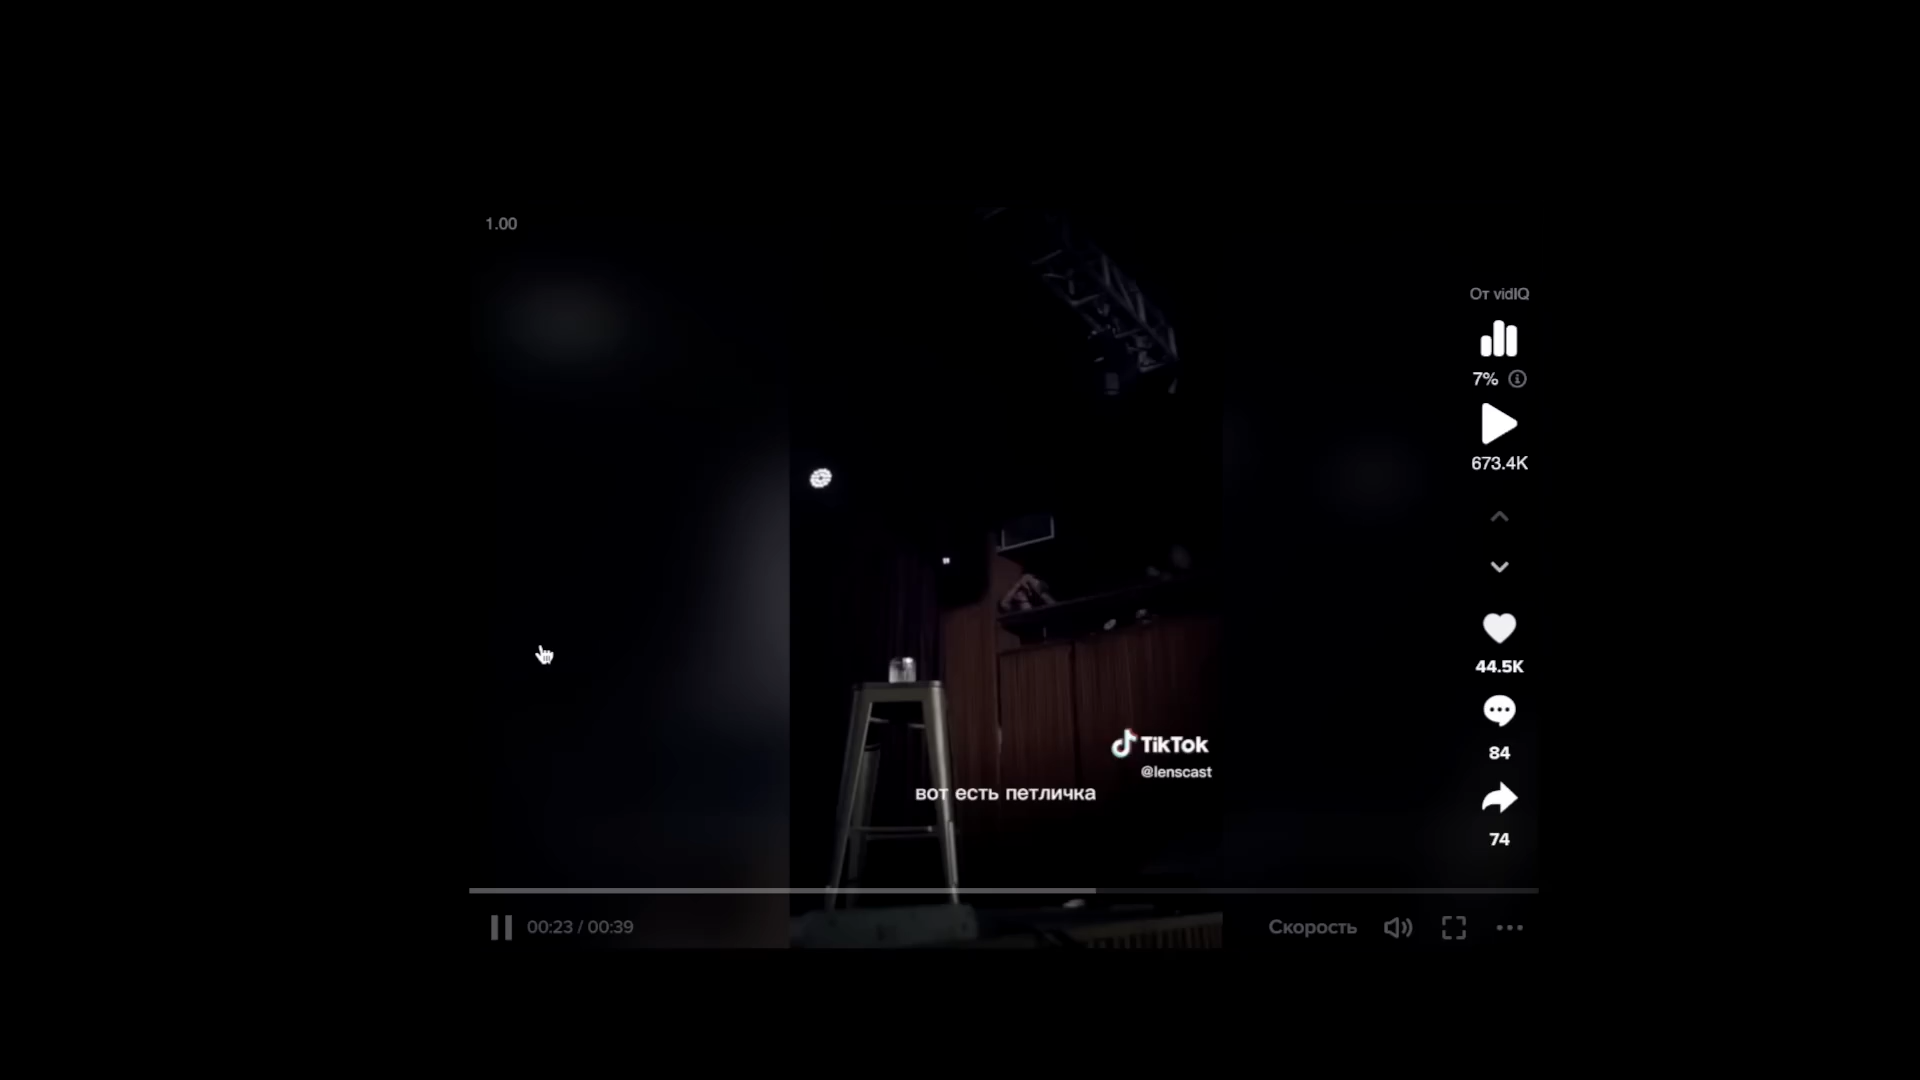 1.00
От vidIQ
7%
673.4K
44.5K
84
74
TikTok
@lenscast
вот есть петличка
00:23 / 00:39
Скорость